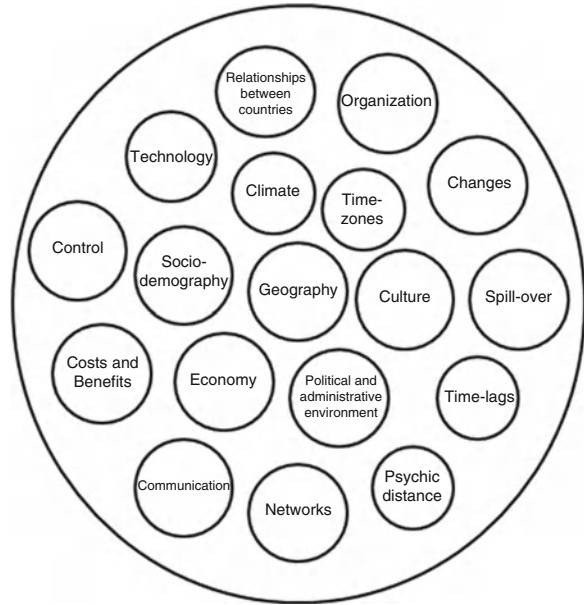 Relationships
between
countries
Organization
Technology
Climate
Time-
zones
Changes
Control
Socio-
demography
Geography
Culture
Spill-over
Costs and
Benefits
Economy
Political and
administrative
environment
Time-lags
Communication
Networks
Psychic
distance